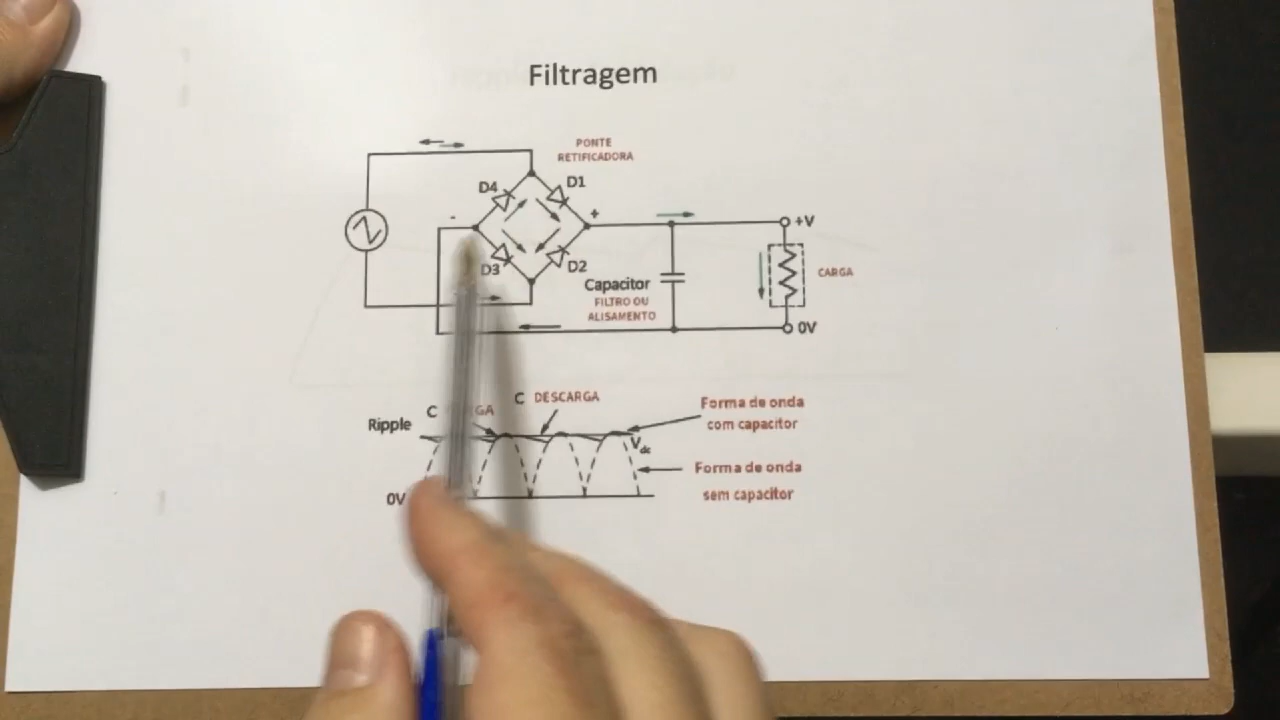 Filtragem
PONTE
RETIFICADORA
D4
D1
-
+
+V
D3
D2
Capacitor
FILTRO OU
ALISAMENTO
CARGA
0V
C
C DESCARGA
Ripple
Forma de onda
com capacitor
Vdc
Forma de onda
sem capacitor
0V